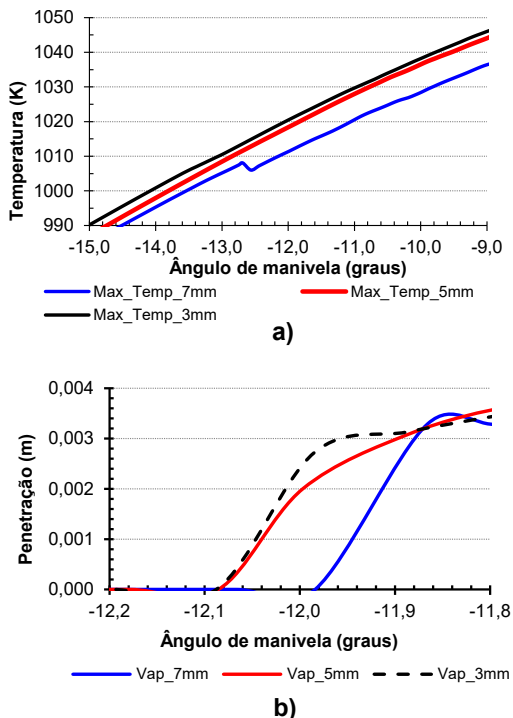 1050
1040
1030
1020
1010
1000
990
Temperatura (K)
-15,0 -14,0 -13,0 -12,0 -11,0 -10,0 -9,0
Ângulo de manivela (graus)
Max_Temp_7mm Max_Temp_5mm
Max_Temp_3mm
a)
0,004
0,003
0,002
0,001
0,000
Penetração (m)
-12,2 -12,1 -12,0 -11,9 -11,8
Ângulo de manivela (graus)
Vap_7mm Vap_5mm Vap_3mm
b)